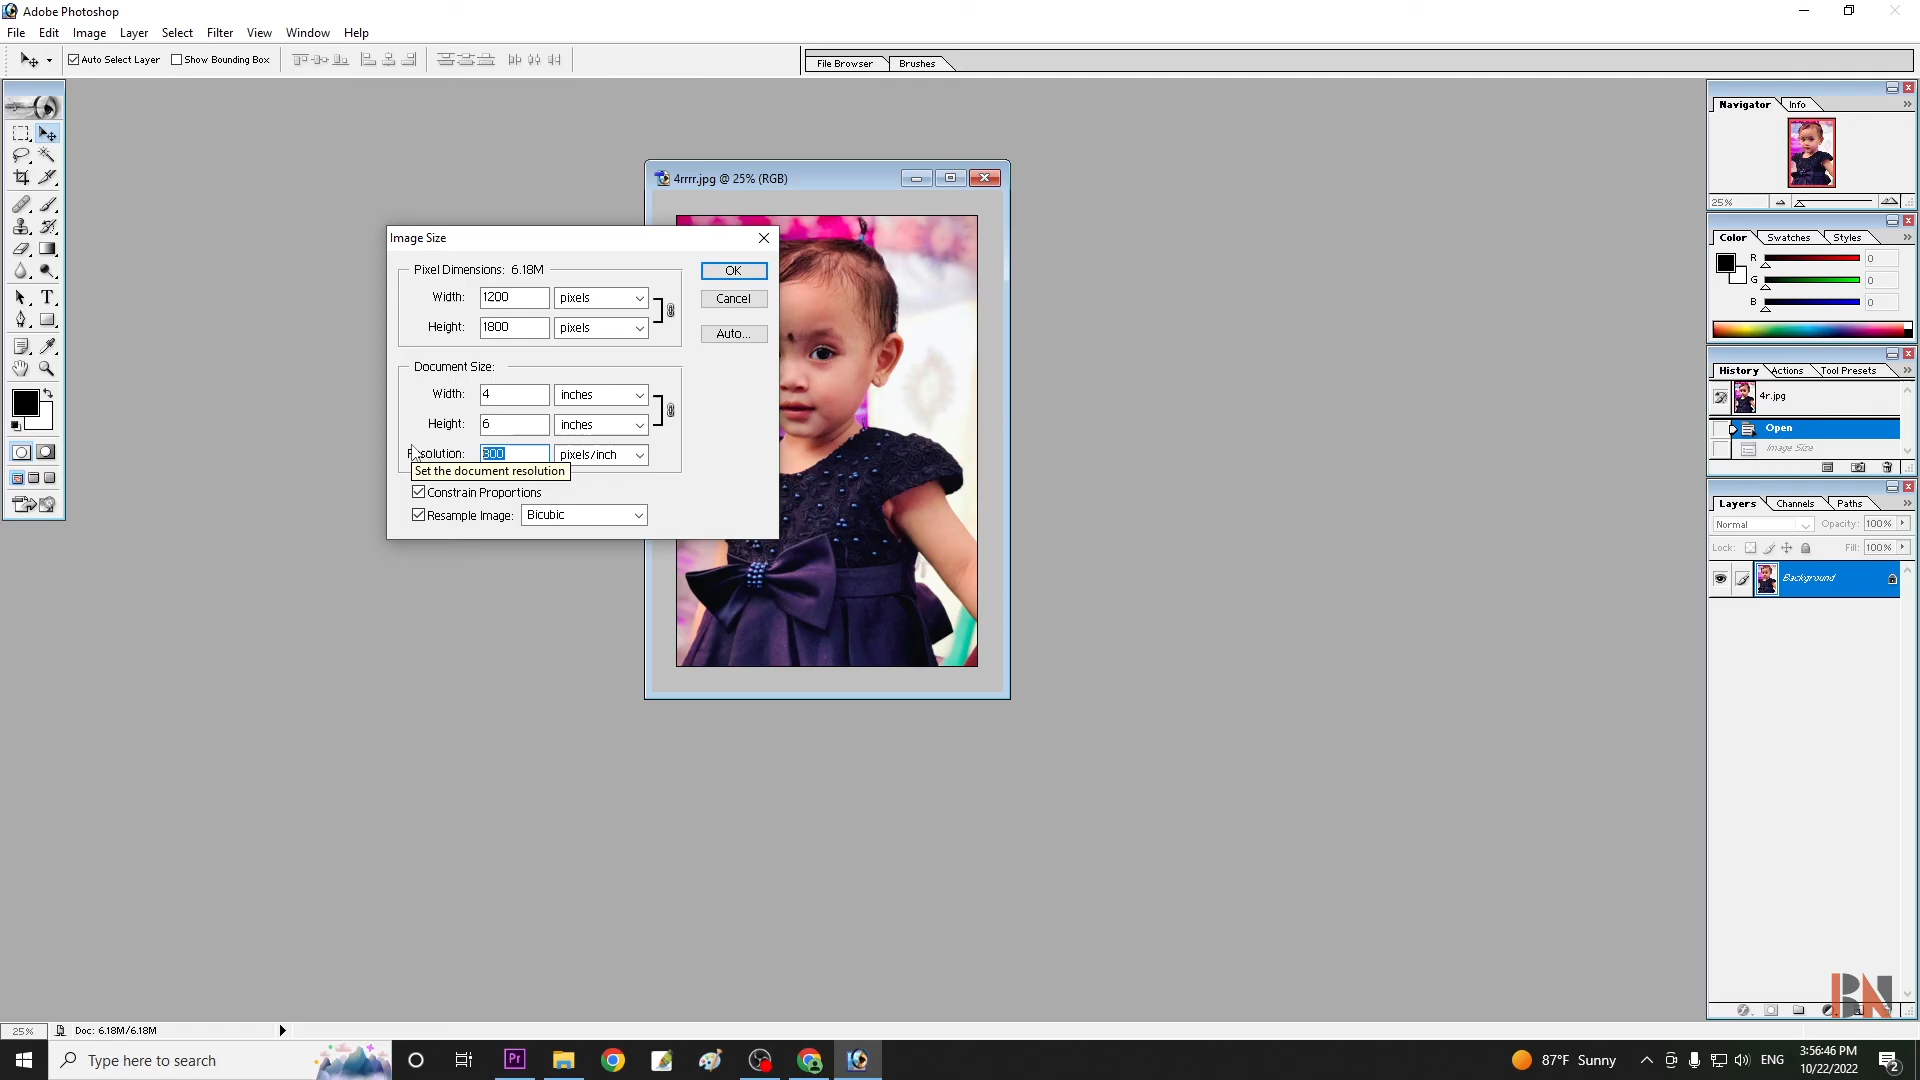 Adobe Photoshop
File Edit Image Layer Select Filter View Window Help
Auto Select Layer Show Bounding Box File Browser Brushes
Navigator Info
25%
4rrrr.jpg @ 25% (RGB)
Image Size
Pixel Dimensions: 6.18M
OK
Width: 1200 pixels
Cancel
Height: 1800 pixels
Auto...
Document Size:
Width: 4 inches
Height: 6 inches
Resolution: 300 pixels/inch
Set the document resolution
Constrain Proportions
Resample Image: Bicubic
Color Swatches Styles
R 0
G 0
B 0
History Actions Tool Presets
4r.jpg
Open
Image Size
Layers Channels Paths
Normal Opacity: 100%
Lock: Fill: 100%
Background
BN
25% Doc: 6.18M/6.18M
Type here to search
Pr
87°F Sunny
ENG
3:56:46 PM
10/22/2022
2